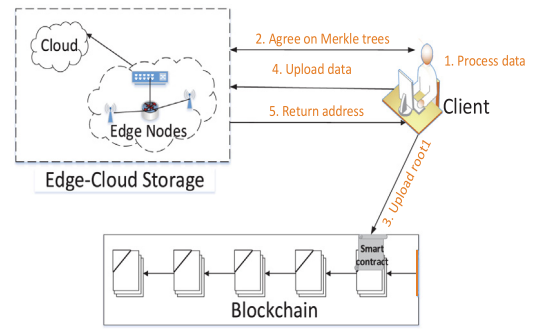 Cloud
Edge Nodes
Edge-Cloud Storage
2. Agree on Merkle trees
4. Upload data
5. Return address
1. Process data
Client
3. Upload root1
Smart
contract
Blockchain